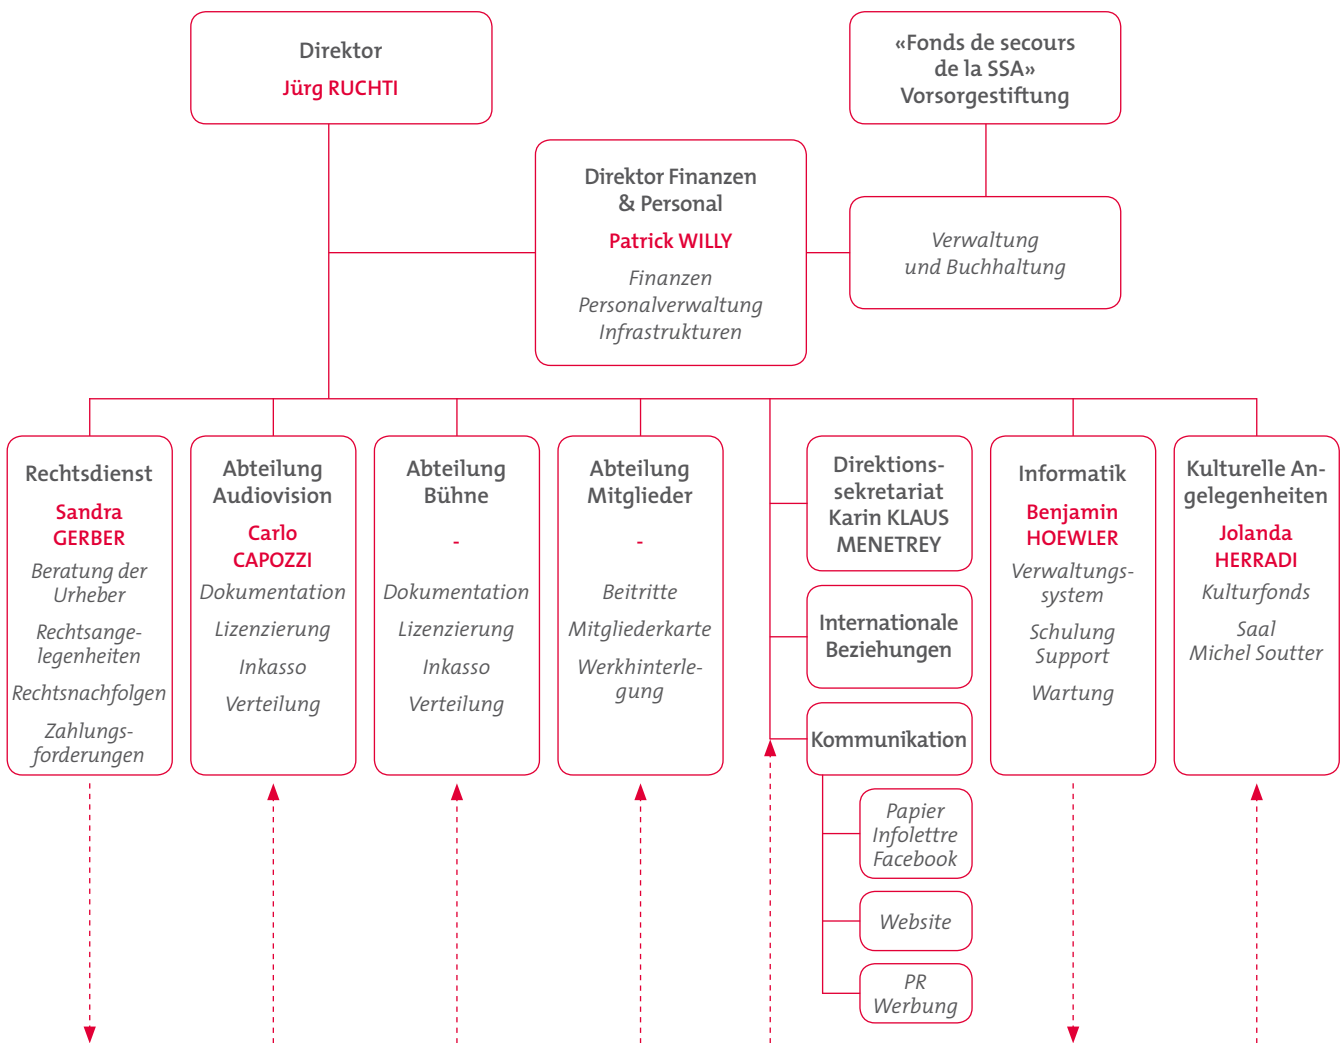 Direktor
Jürg RUCHTI
«Fonds de secours
de la SSA»
Vorsorgestiftung
Direktor Finanzen
& Personal
Patrick WILLY
Finanzen
Personalverwaltung
Infrastrukturen
Verwaltung
und Buchhaltung
Rechtsdienst
Sandra
GERBER
Beratung der
Urheber
Rechtsange-
legenheiten
Rechtsnachfolgen
Zahlungs-
forderungen
Abteilung
Audiovision
Carlo
CAPOZZI
Dokumentation
Lizenzierung
Inkasso
Verteilung
Abteilung
Bühne
-
Dokumentation
Lizenzierung
Inkasso
Verteilung
Abteilung
Mitglieder
-
Beitritte
Mitgliederkarte
Werkhinterle-
gung
Direktions-
sekretariat
Karin KLAUS
MENETREY
Internationale
Beziehungen
Kommunikation
Papier
Infolettre
Facebook
Website
PR
Werbung
Informatik
Benjamin
HOEWLER
Verwaltungs-
system
Schulung
Support
Wartung
Kulturelle An-
gelegenheiten
Jolanda
HERRADI
Kulturfonds
Saal
Michel Soutter